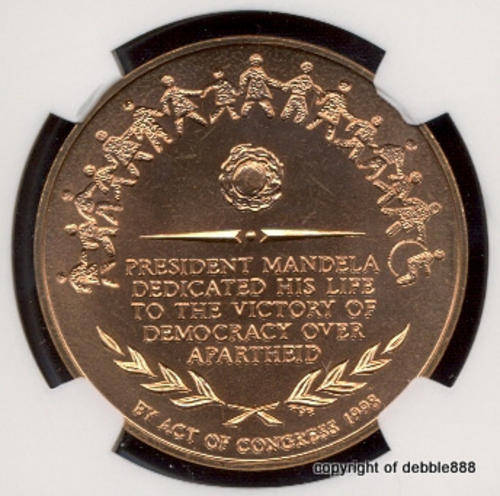 PRESIDENT MANDELA
DEDICATED HIS LIFE
TO THE VICTORY OF
DEMOCRACY OVER
APARTHEID
BY ACT OF CONGRESS 1998
copyright of debble888